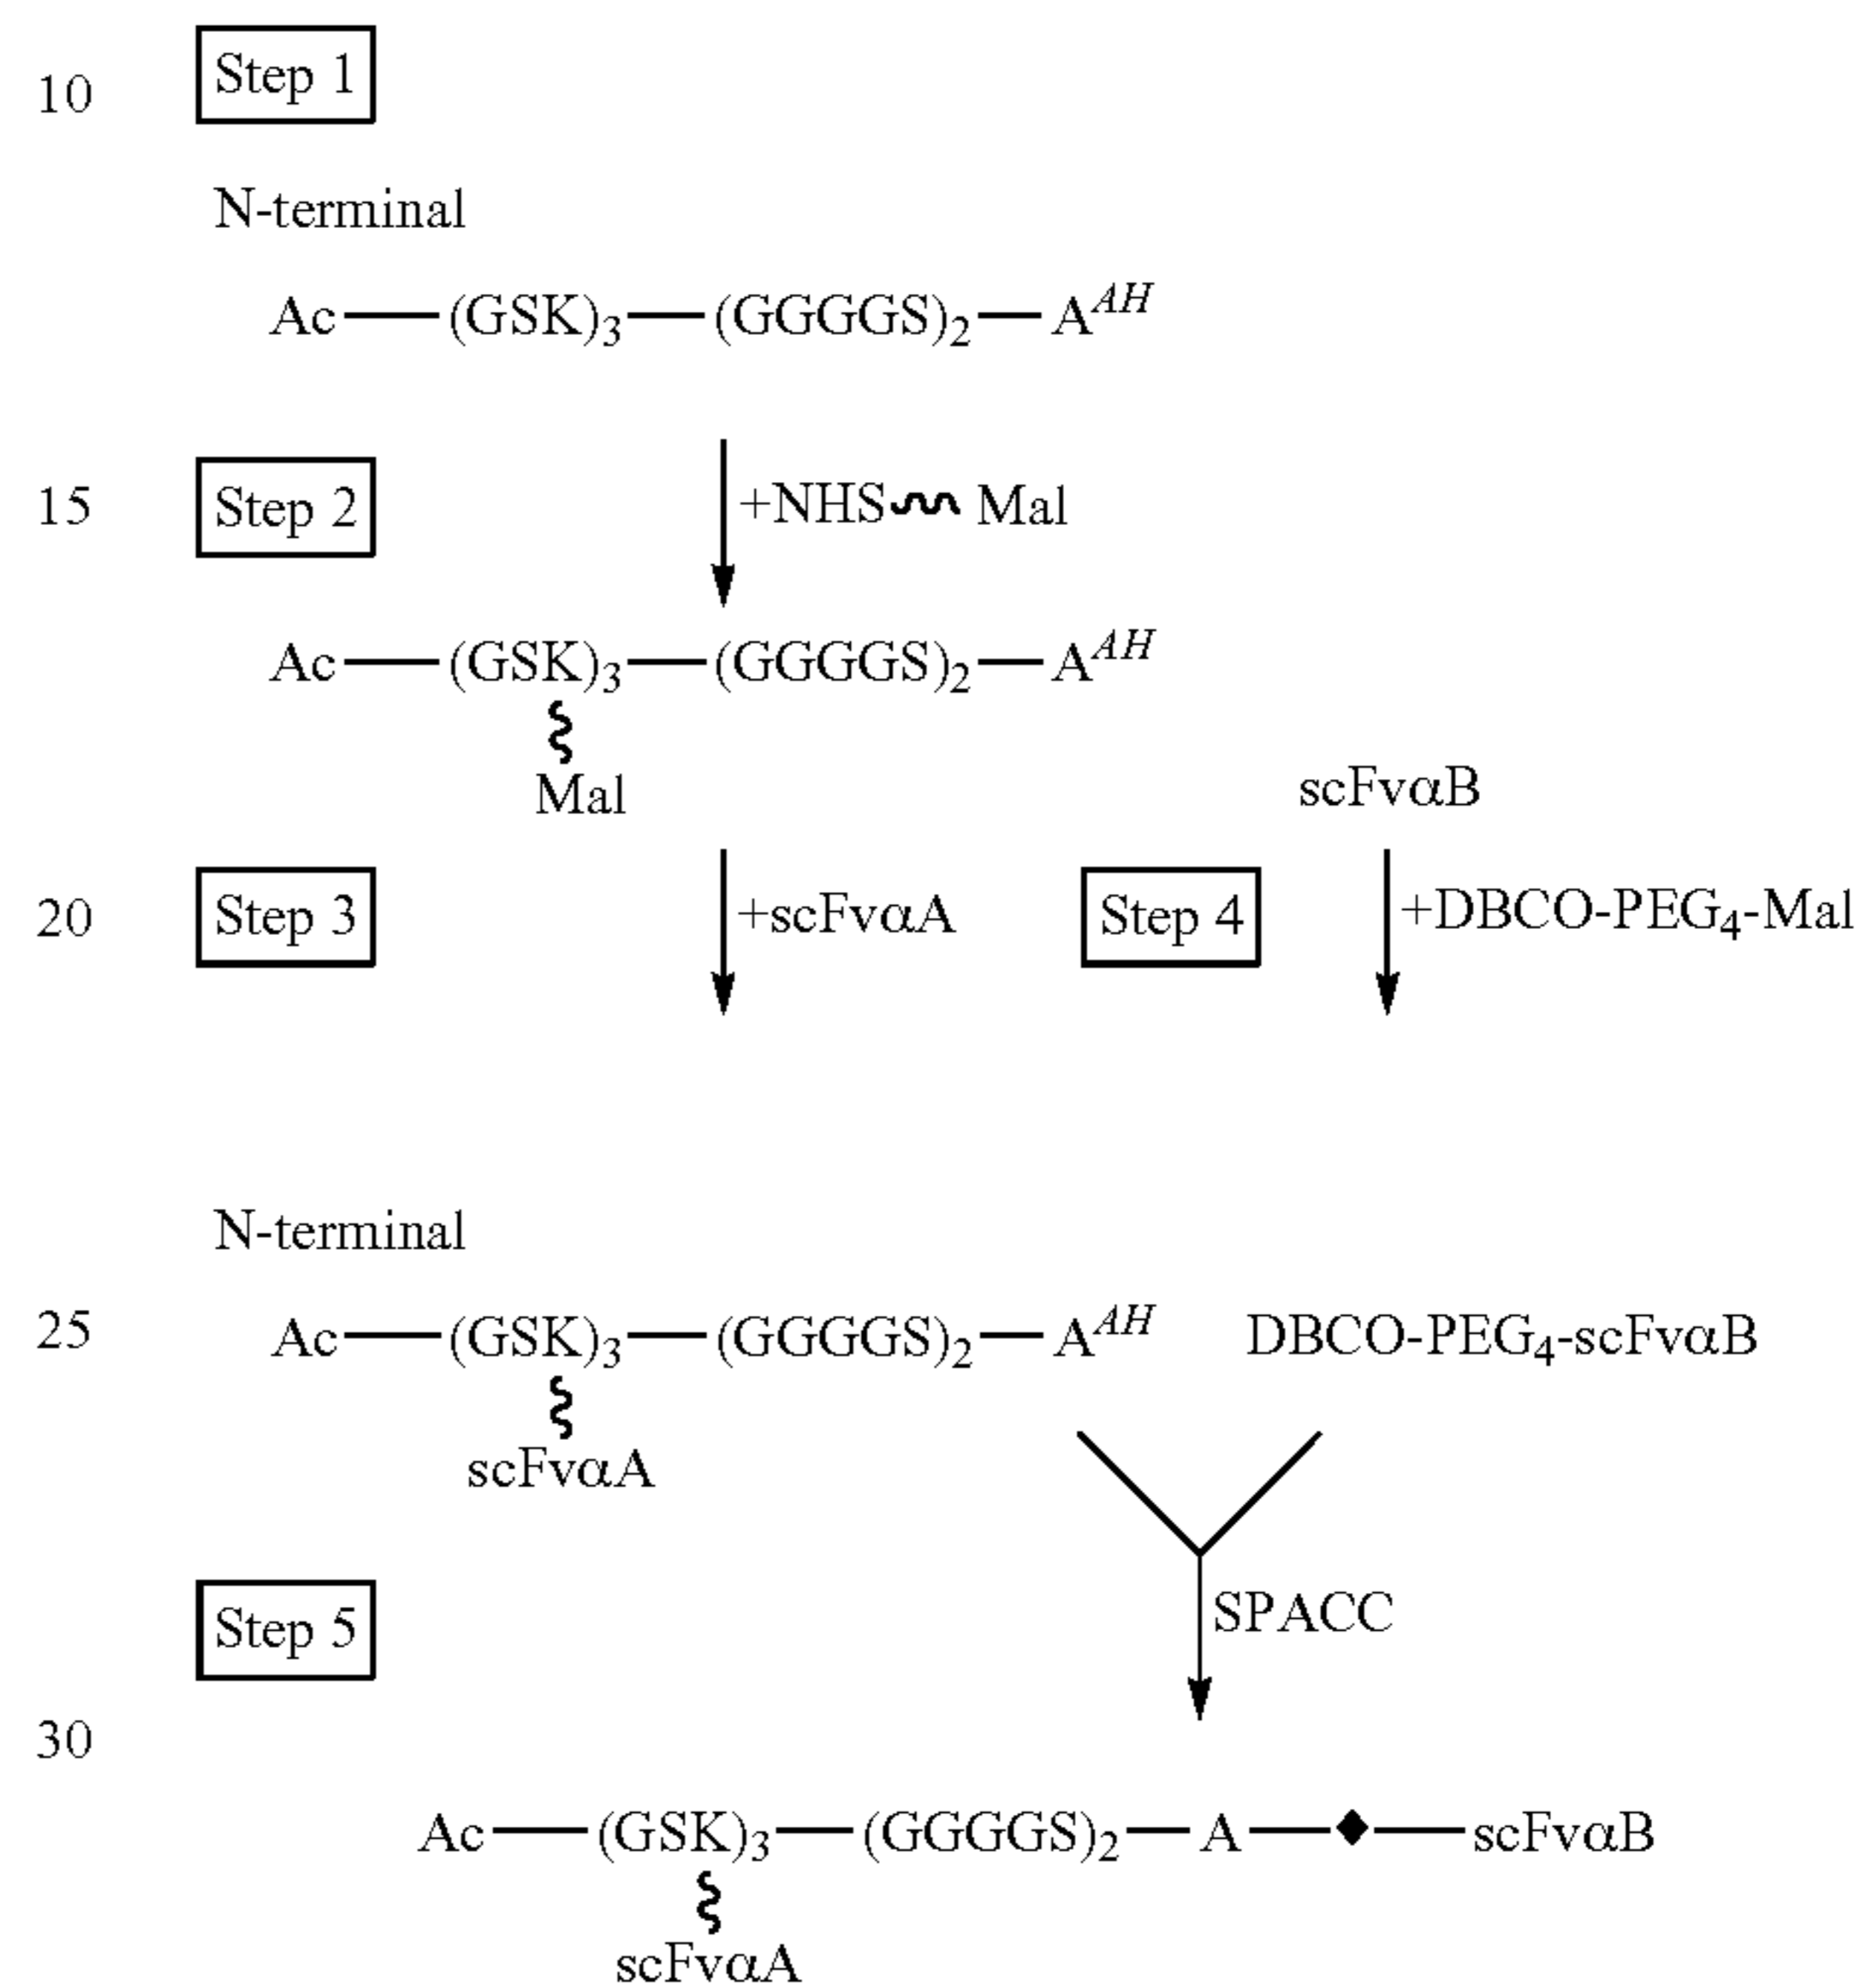 10 Step 1
N-terminal
Ac—(GSK)₃—(GGGGS)₂—Aᴬᴴ
15 Step 2 +NHS Mal
Ac—(GSK)₃—(GGGGS)₂—Aᴬᴴ
Mal
scFvαB
20 Step 3 +scFvαA Step 4 +DBCO-PEG₄-Mal
N-terminal
25 Ac—(GSK)₃—(GGGGS)₂—Aᴬᴴ DBCO-PEG₄-scFvαB
scFvαA
Step 5 SPACC
30
Ac—(GSK)₃—(GGGGS)₂—A—◆—scFvαB
scFvαA